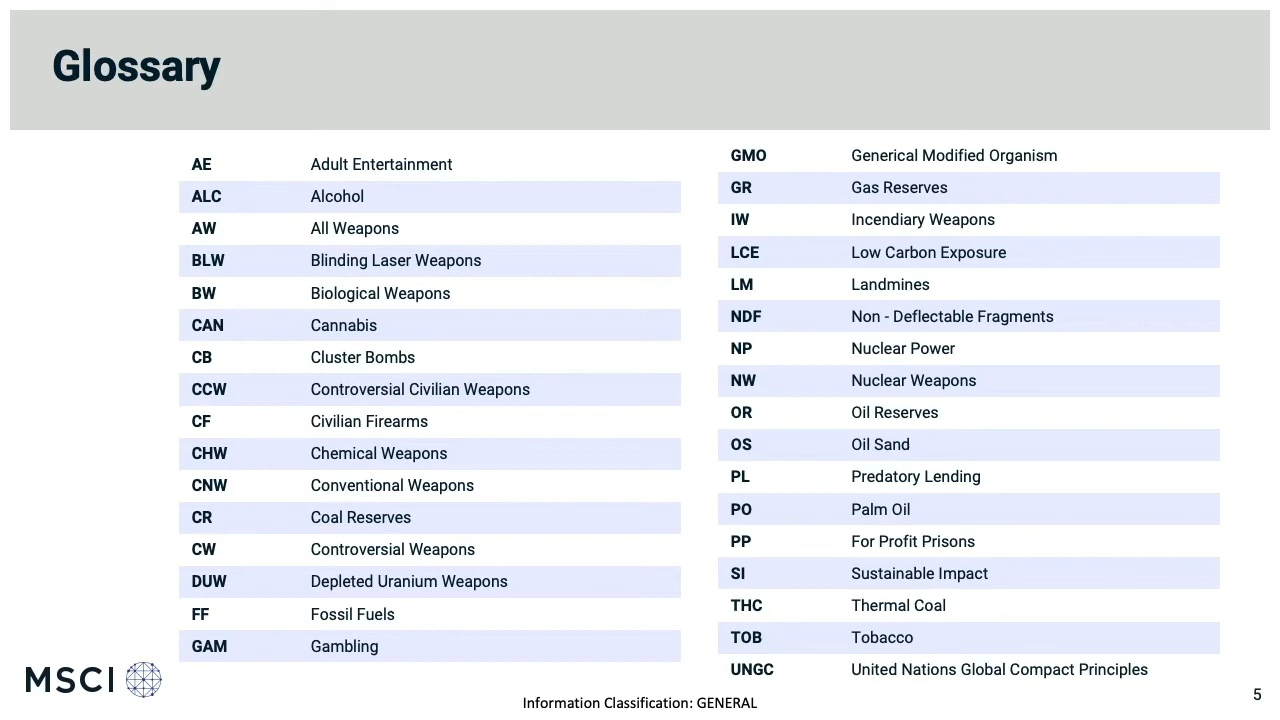 Glossary
AE Adult Entertainment
ALC Alcohol
AW All Weapons
BLW Blinding Laser Weapons
BW Biological Weapons
CAN Cannabis
CB Cluster Bombs
CCW Controversial Civilian Weapons
CF Civilian Firearms
CHW Chemical Weapons
CNW Conventional Weapons
CR Coal Reserves
CW Controversial Weapons
DUW Depleted Uranium Weapons
FF Fossil Fuels
GAM Gambling
GMO Generical Modified Organism
GR Gas Reserves
IW Incendiary Weapons
LCE Low Carbon Exposure
LM Landmines
NDF Non - Deflectable Fragments
NP Nuclear Power
NW Nuclear Weapons
OR Oil Reserves
OS Oil Sand
PL Predatory Lending
PO Palm Oil
PP For Profit Prisons
SI Sustainable Impact
THC Thermal Coal
TOB Tobacco
UNGC United Nations Global Compact Principles
MSCI
Information Classification: GENERAL
5